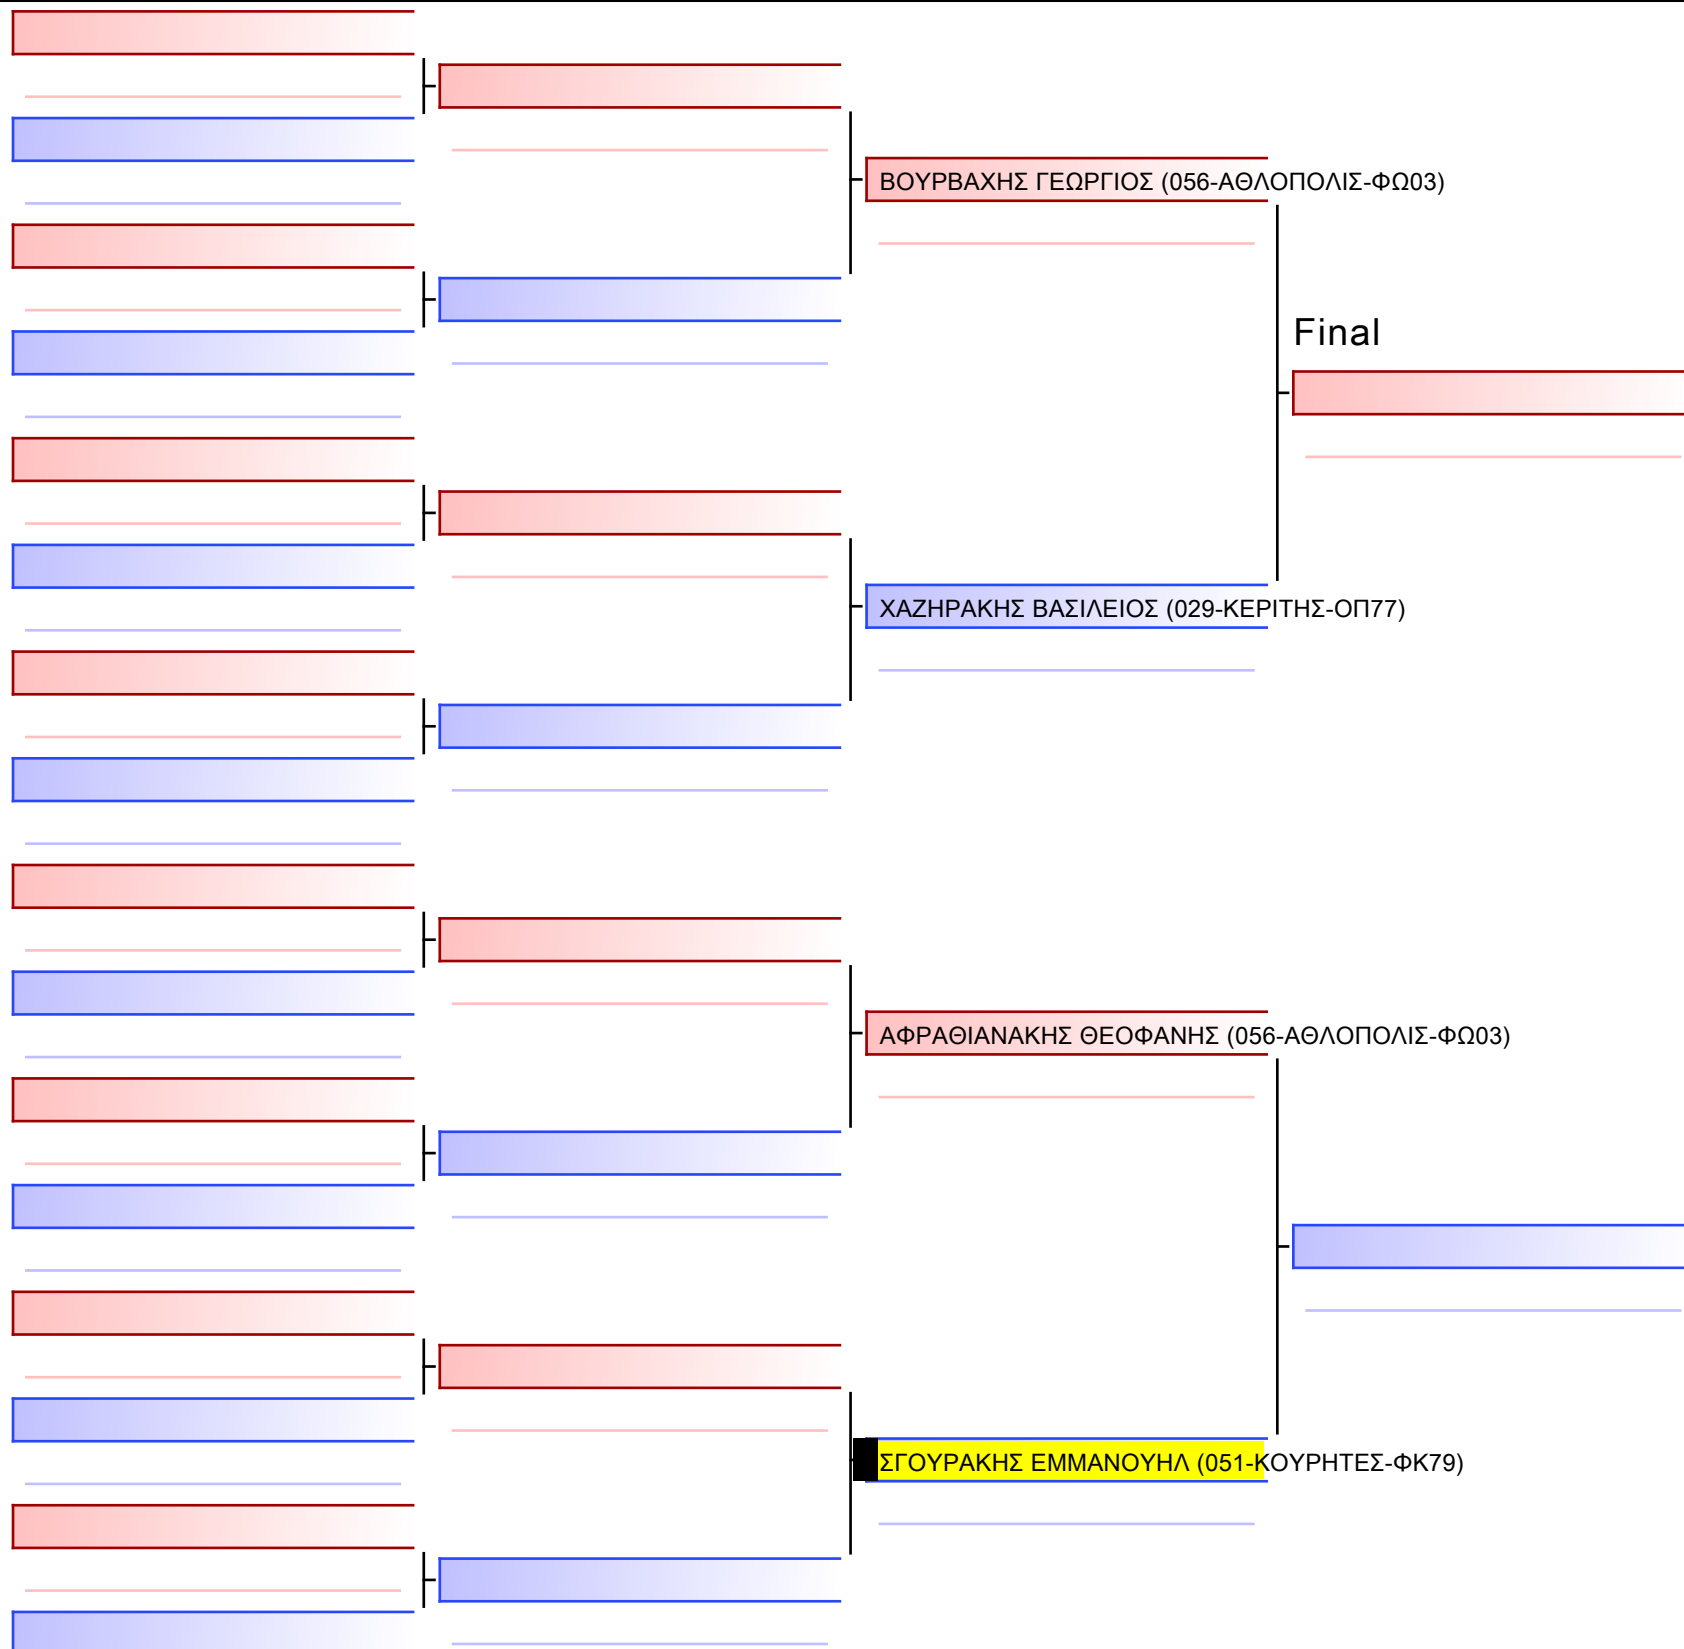 ΒΟΥΡΒΑΧΗΣ ΓΕΩΡΓΙΟΣ (056-ΑΘΛΟΠΟΛΙΣ-ΦΩ03)
Final
ΧΑΖΗΡΑΚΗΣ ΒΑΣΙΛΕΙΟΣ (029-ΚΕΡΙΤΗΣ-ΟΠ77)
ΑΦΡΑΘΙΑΝΑΚΗΣ ΘΕΟΦΑΝΗΣ (056-ΑΘΛΟΠΟΛΙΣ-ΦΩ03)
ΣΓΟΥΡΑΚΗΣ ΕΜΜΑΝΟΥΗΛ (051-ΚΟΥΡΗΤΕΣ-ΦΚ79)